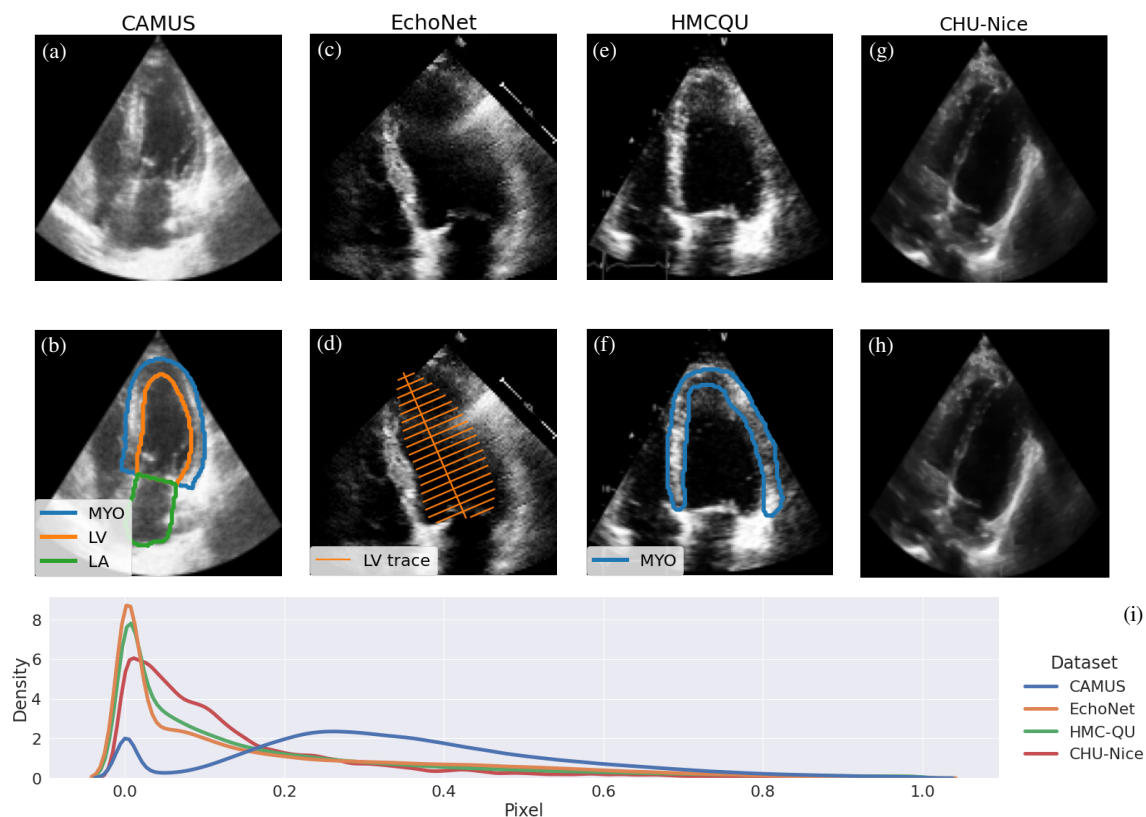 CAMUS
EchoNet
HMCQU
CHU-Nice
(a)
(c)
(e)
(g)
V
(b)
(d)
(f)
(h)
V
MYO
LV
LA
LV trace
MYO
(i)
Density
8
6
4
2
0
0.0
0.2
0.4
0.6
0.8
1.0
Pixel
Dataset
CAMUS
EchoNet
HMC-QU
CHU-Nice